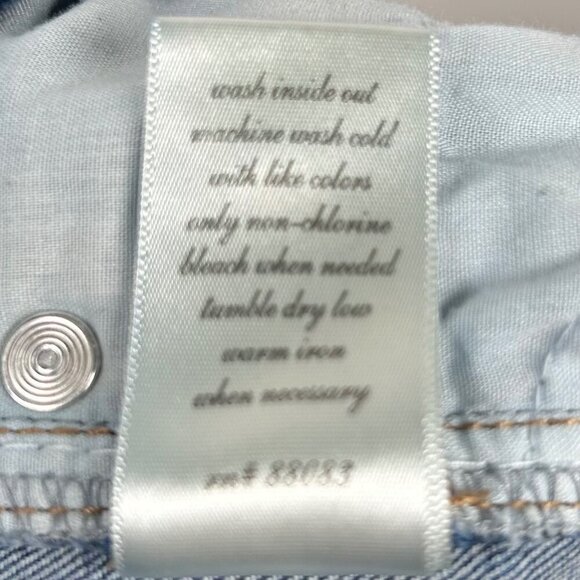 wash inside out
machine wash cold
with like colors
only non-chlorine
bleach when needed
tumble dry low
warm iron
when necessary
rn# 88083